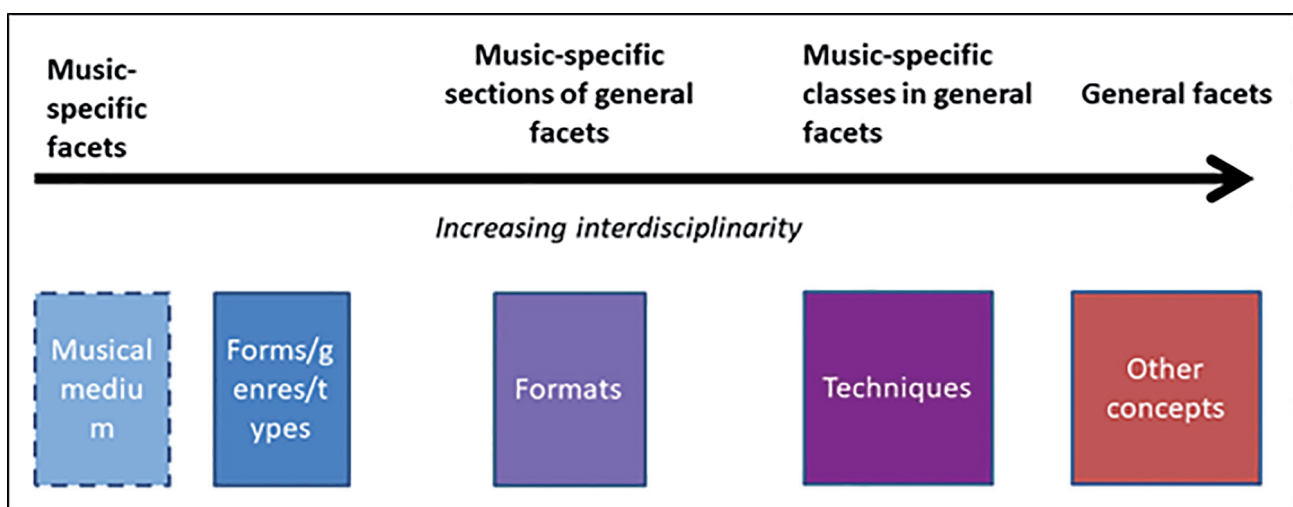 Music-
specific
facets
Music-specific
sections of general
facets
Music-specific
classes in general
facets
General facets
Increasing interdisciplinarity
Musical
mediu
m
Forms/g
enres/t
ypes
Formats
Techniques
Other
concepts